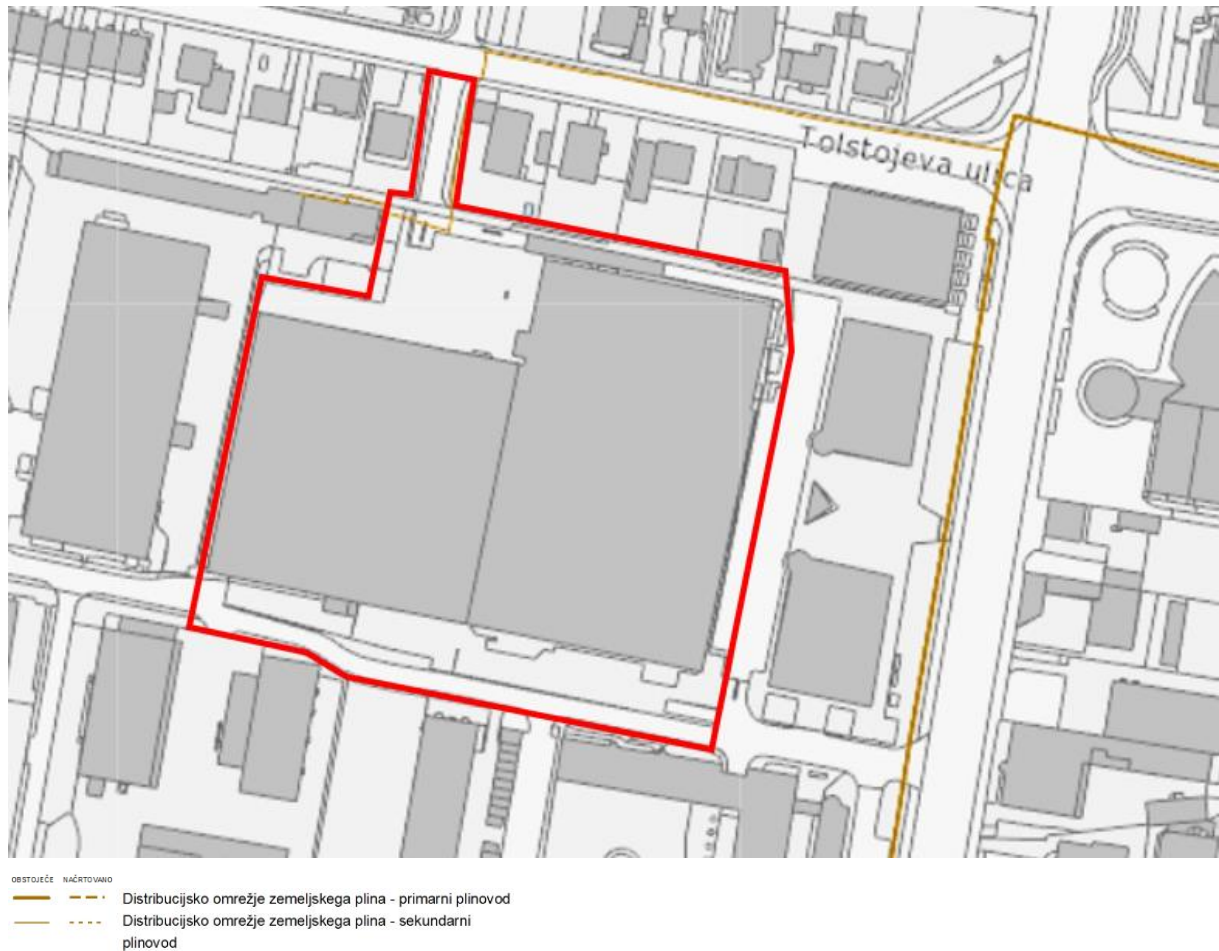 Tolstojeva ulica
OBSTOJEČE NAČRTOVANO
Distribucijsko omrežje zemeljskega plina - primarni plinovod
Distribucijsko omrežje zemeljskega plina - sekundarni
plinovod